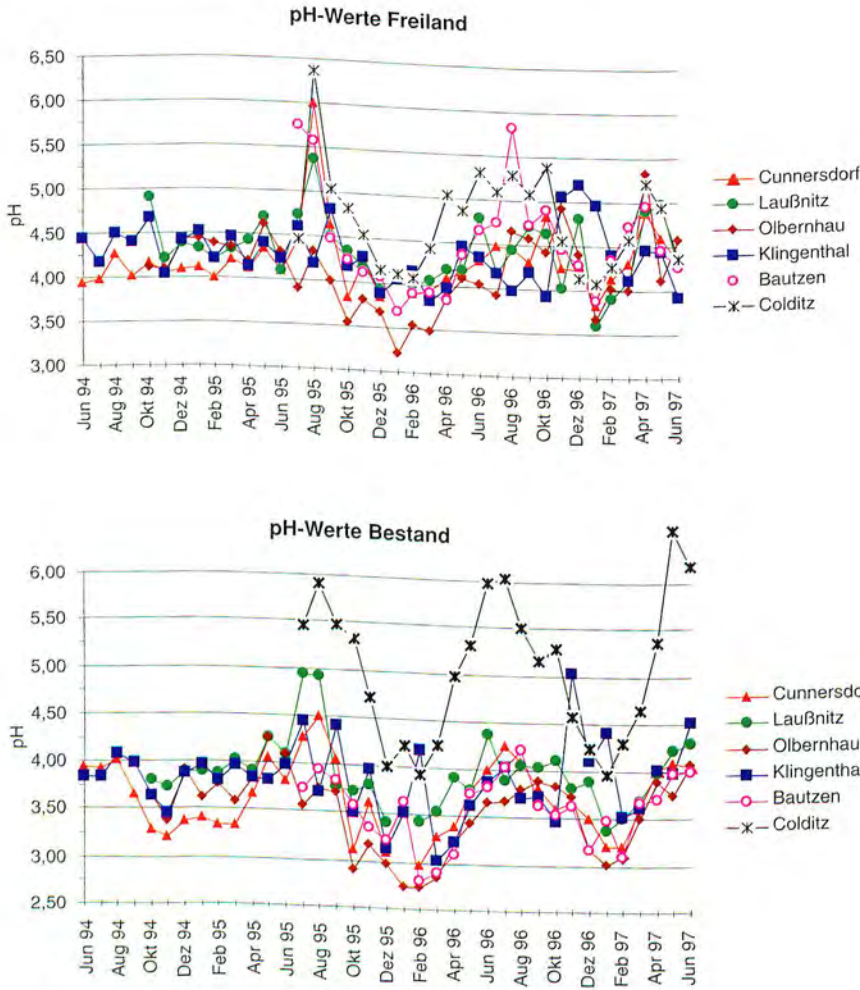 pH-Werte Freiland
6,50
6,00
5,50
5,00
4,50
4,00
3,50
3,00
pH
Jun 94
Aug 94
Okt 94
Dez 94
Feb 95
Apr 95
Jun 95
Aug 95
Okt 95
Dez 95
Feb 96
Apr 96
Jun 96
Aug 96
Okt 96
Dez 96
Feb 97
Apr 97
Jun 97
Cunnersdorf
Laußnitz
Olbernhau
Klingenthal
Bautzen
Colditz
pH-Werte Bestand
6,00
5,50
5,00
4,50
4,00
3,50
3,00
2,50
pH
Jun 94
Aug 94
Okt 94
Dez 94
Feb 95
Apr 95
Jun 95
Aug 95
Okt 95
Dez 95
Feb 96
Apr 96
Jun 96
Aug 96
Okt 96
Dez 96
Feb 97
Apr 97
Jun 97
Cunnersdo
Laußnitz
Olbernhau
Klingenthal
Bautzen
Colditz